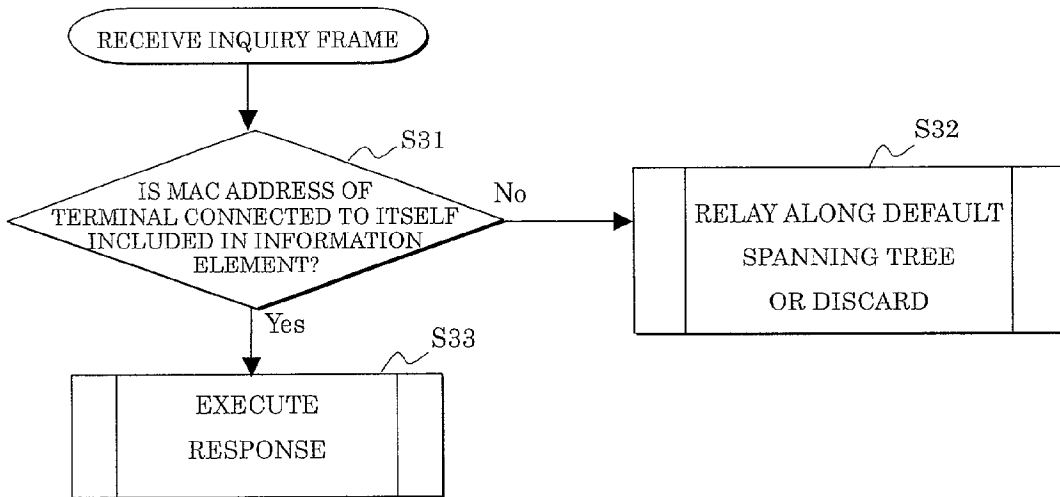 RECEIVE INQUIRY FRAME
S31
IS MAC ADDRESS OF
TERMINAL CONNECTED TO ITSELF
INCLUDED IN INFORMATION
ELEMENT?
No
S32
RELAY ALONG DEFAULT
SPANNING TREE
OR DISCARD
Yes
S33
EXECUTE
RESPONSE